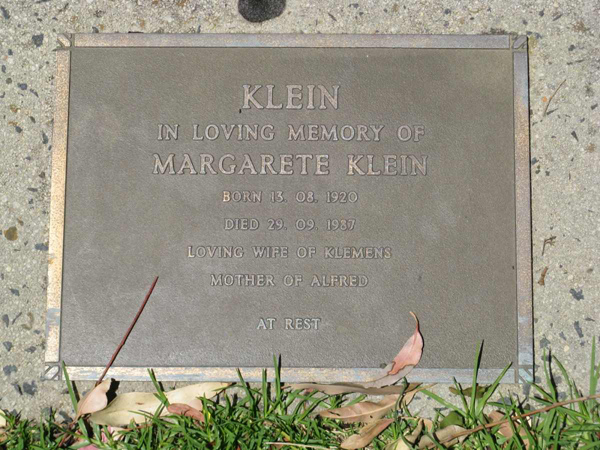 KLEIN
IN LOVING MEMORY OF
MARGARETE KLEIN
BORN 13. 08. 1920
DIED 29. 09. 1987
LOVING WIFE OF KLEMENS
MOTHER OF ALFRED
AT REST